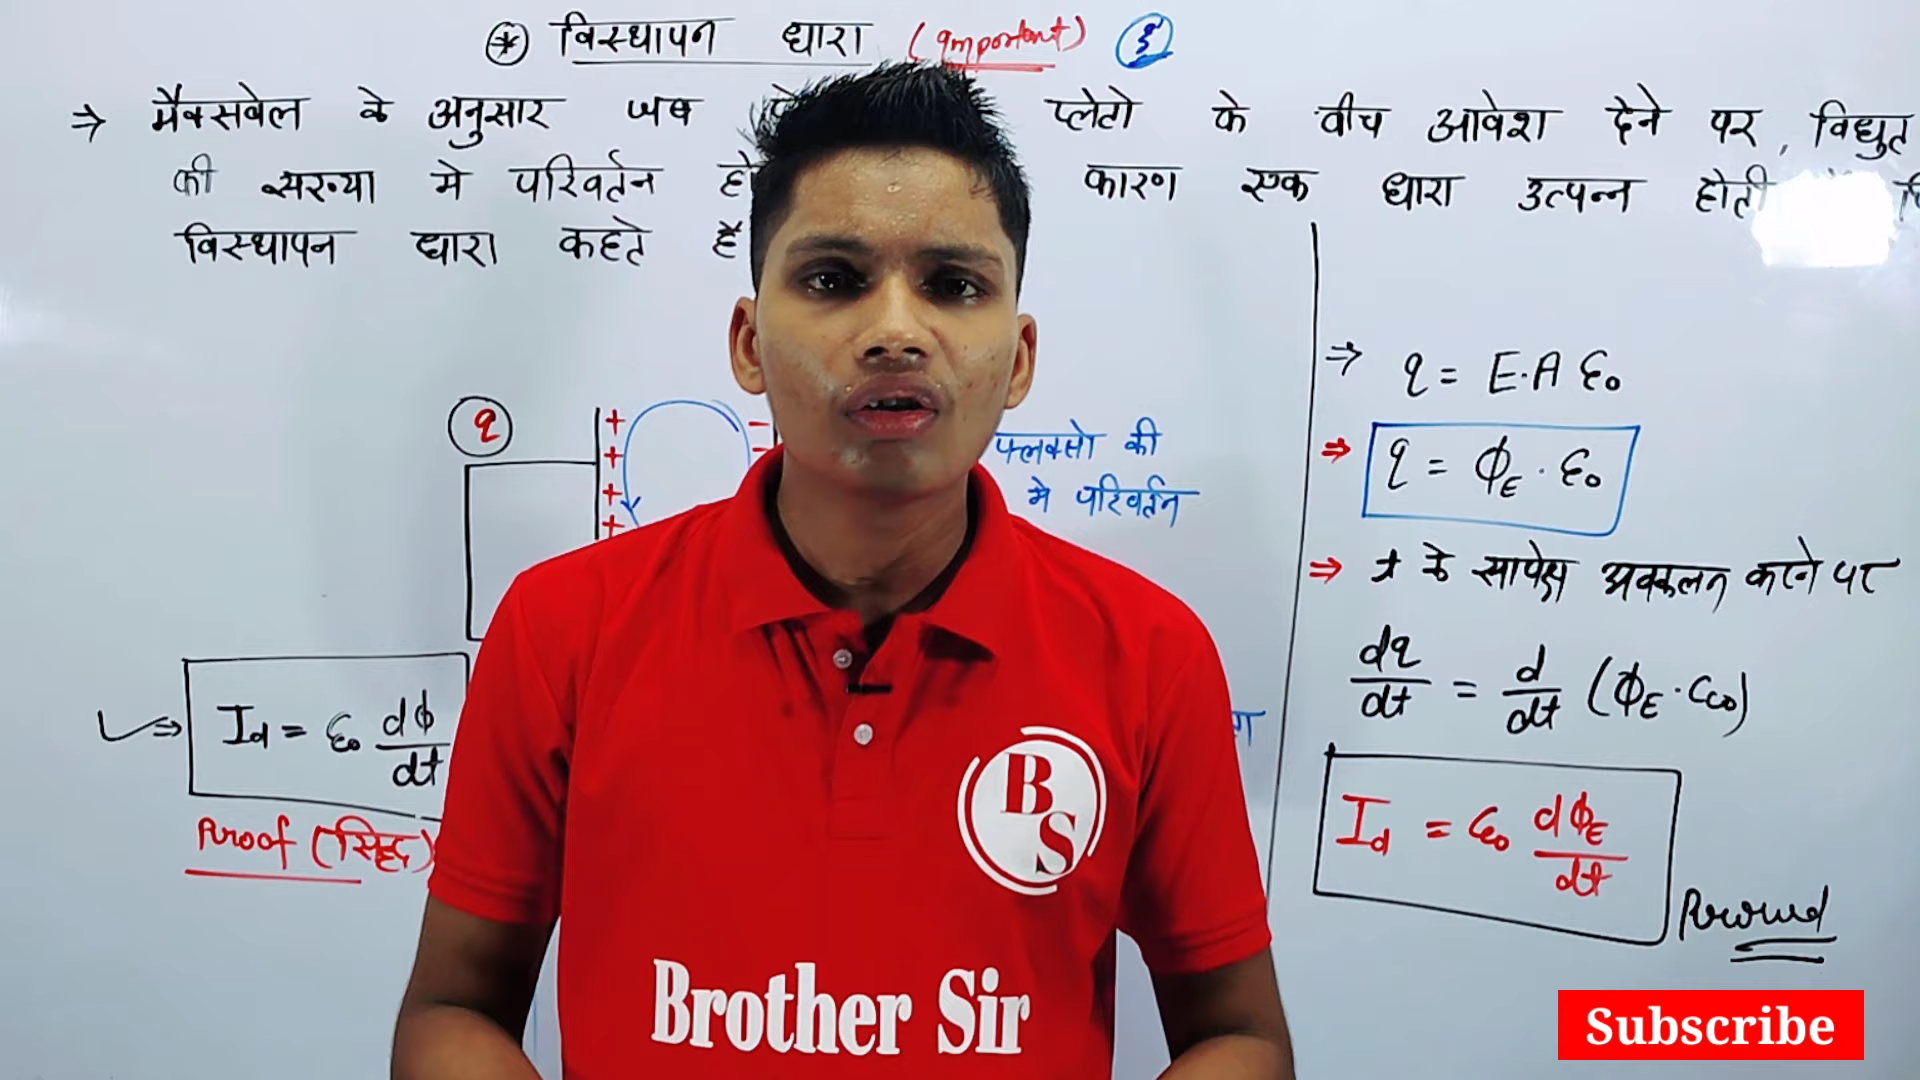 * विस्थापन धारा (Important) ६
⇒ मैक्सवेल के अनुसार जब प्लेटो के बीच आवेश देने पर, विद्युत
की संख्या मे परिवर्तन हो कारण एक धारा उत्पन्न होती
विस्थापन धारा कहते है
q
+ −
+ −
+
+
फ्लक्सो की
मे परिवर्तन
⇒ Id = ε₀ dϕ/dt
Proof (सिद्ध)
⇒ q = E·A ε₀
⇒ q = ϕE · ε₀
⇒ t के सापेक्ष अवकलन करने पर
dq/dt = d/dt (ϕE · ε₀)
Id = ε₀ dϕE/dt
Proved
B
S
Brother Sir
Subscribe